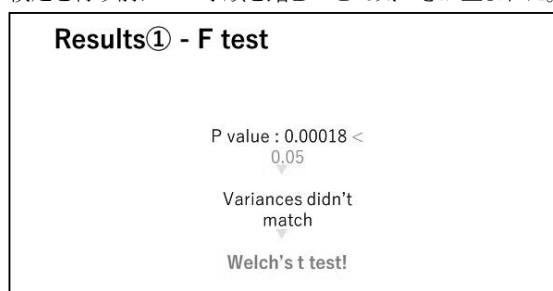 Results① - F test
P value : 0.00018 <
0.05
Variances didn't
match
Welch's t test!